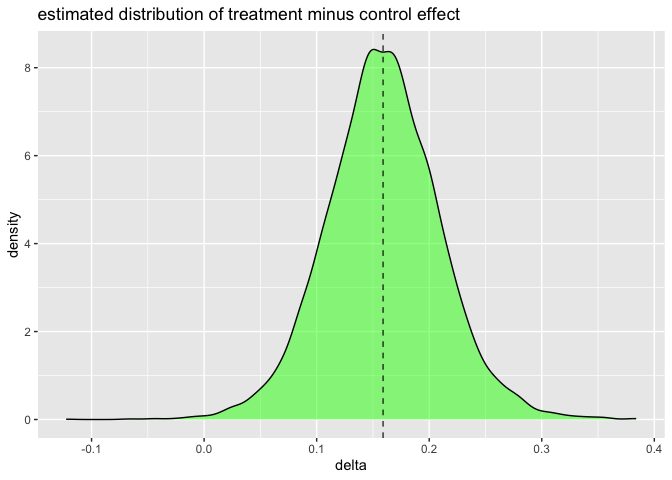 estimated distribution of treatment minus control effect
density
8
6
4
2
0
-0.1 0.0 0.1 0.2 0.3 0.4
delta